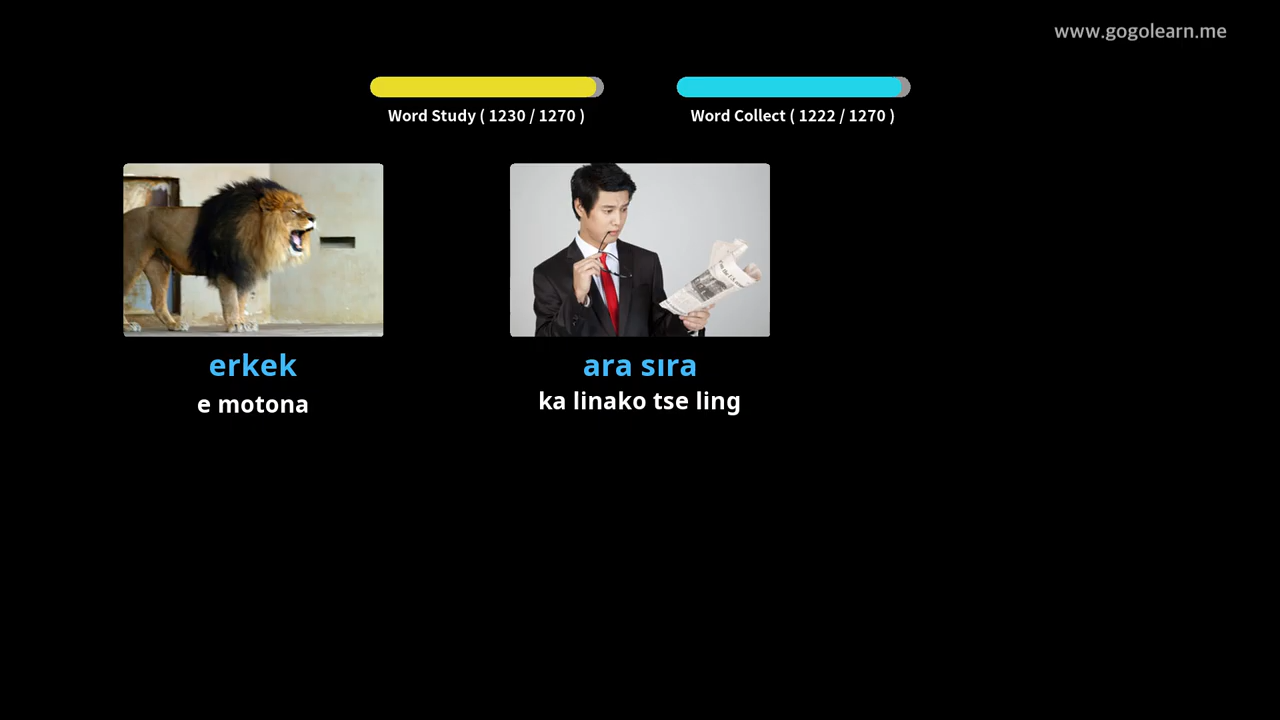 www.gogolearn.me
Word Study ( 1230 / 1270 )
Word Collect ( 1222 / 1270 )
erkek
e motona
ara sıra
ka linako tse ling